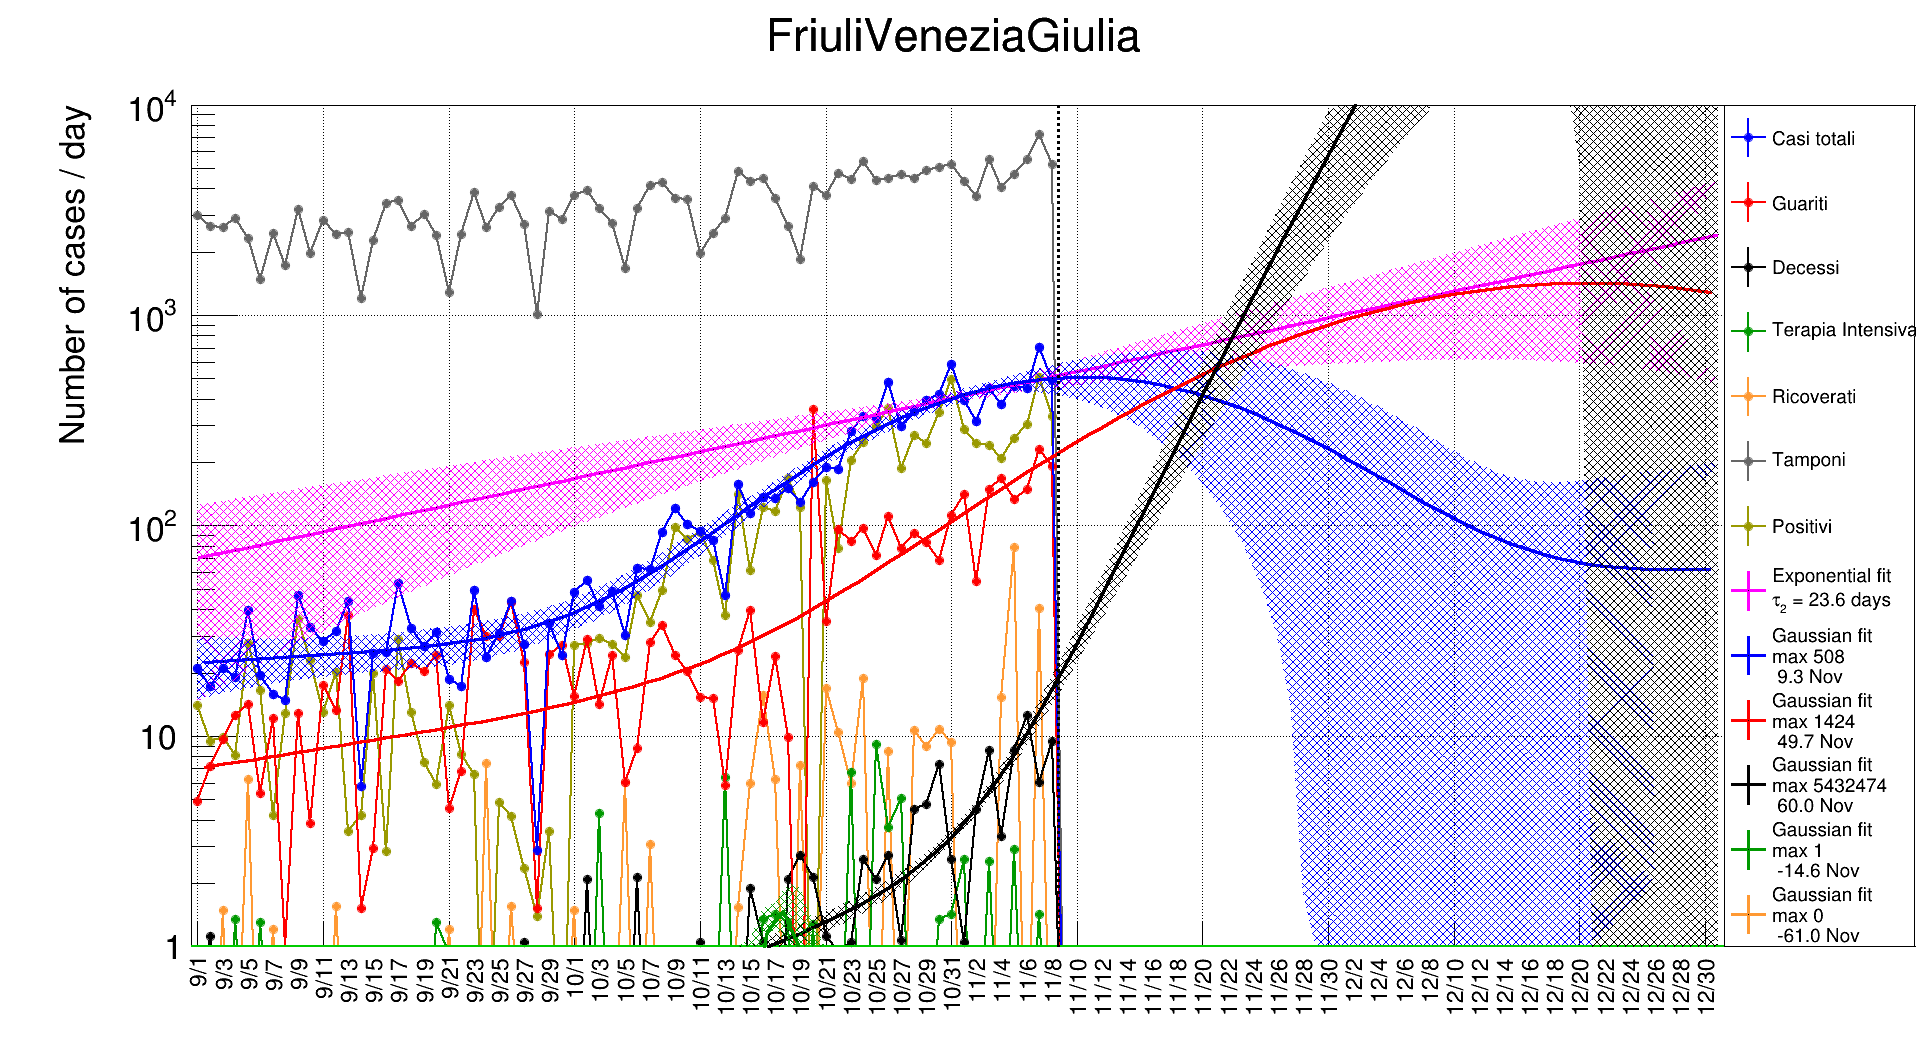 FriuliVeneziaGiulia
Number of cases / day
10^4
10^3
10^2
10
1
9/1
9/3
9/5
9/7
9/9
9/11
9/13
9/15
9/17
9/19
9/21
9/23
9/25
9/27
9/29
10/1
10/3
10/5
10/7
10/9
10/11
10/13
10/15
10/17
10/19
10/21
10/23
10/25
10/27
10/29
10/31
11/2
11/4
11/6
11/8
11/10
11/12
11/14
11/16
11/18
11/20
11/22
11/24
11/26
11/28
11/30
12/2
12/4
12/6
12/8
12/10
12/12
12/14
12/16
12/18
12/20
12/22
12/24
12/26
12/28
12/30
Casi totali
Guariti
Decessi
Terapia Intensiva
Ricoverati
Tamponi
Positivi
Exponential fit
τ2 = 23.6 days
Gaussian fit
max 508
9.3 Nov
Gaussian fit
max 1424
49.7 Nov
Gaussian fit
max 5432474
60.0 Nov
Gaussian fit
max 1
-14.6 Nov
Gaussian fit
max 0
-61.0 Nov